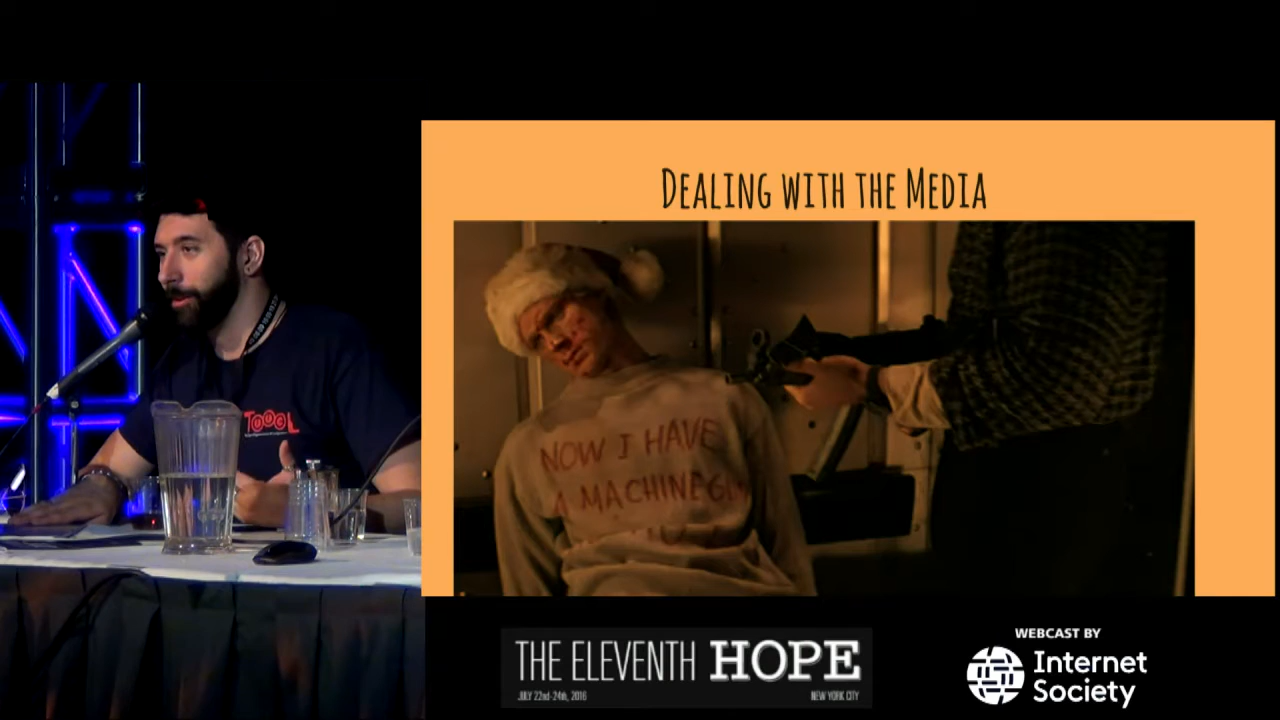 DEALING WITH THE MEDIA
NOW I HAVE
A MACHINE
TOOOL
THE ELEVENTH HOPE
JULY 22nd-24th, 2016
NEW YORK CITY
WEBCAST BY
Internet
Society